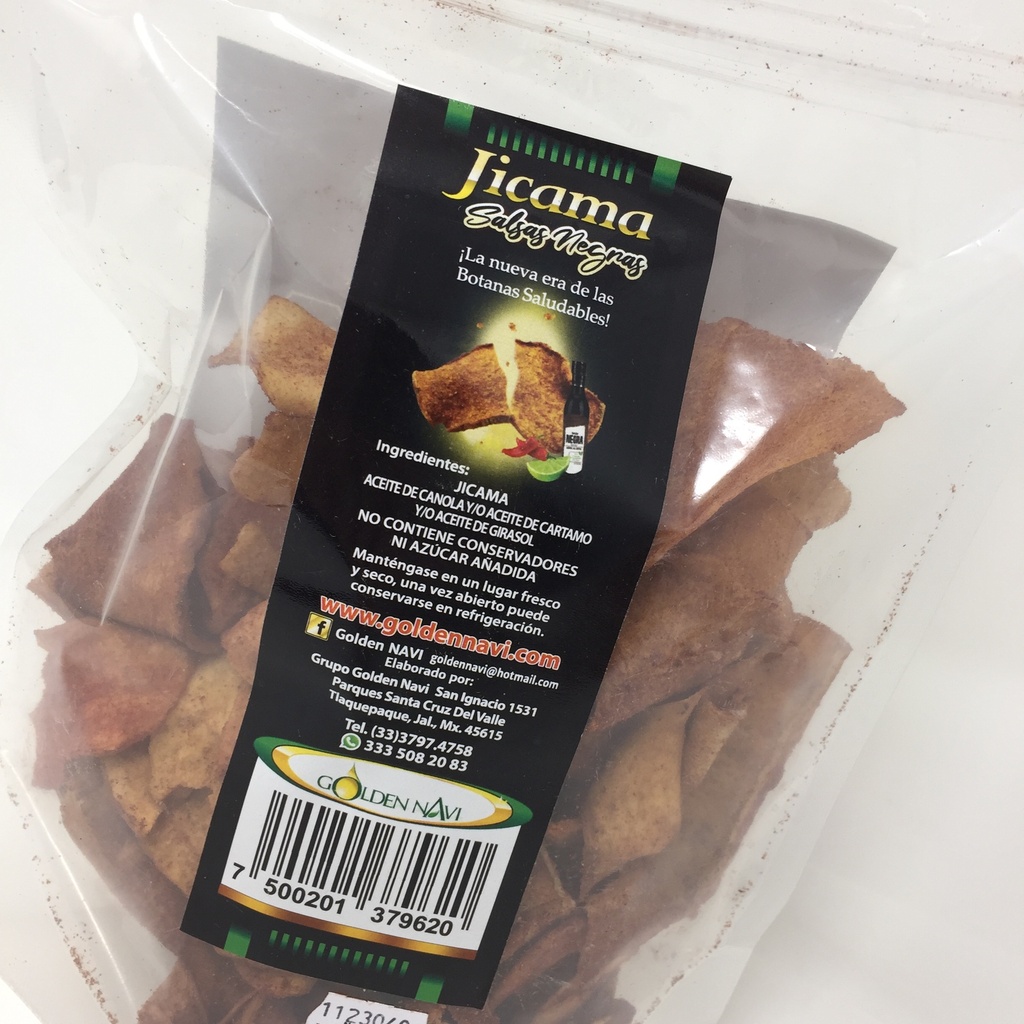 Jicama
Salsas Negras
¡La nueva era de las
Botanas Saludables!
NEGRA
Ingredientes:
JICAMA
ACEITE DE CANOLA Y/O ACEITE DE CARTAMO
Y/O ACEITE DE GIRASOL
NO CONTIENE CONSERVADORES
NI AZÚCAR AÑADIDA
Manténgase en un lugar fresco
y seco, una vez abierto puede
conservarse en refrigeración.
www.goldennavi.com
f Golden NAVI goldennavi@hotmail.com
Elaborado por:
Grupo Golden Navi San Ignacio 1531
Parques Santa Cruz Del Valle
Tlaquepaque, Jal., Mx. 45615
Tel. (33)3797.4758
333 508 20 83
GOLDEN NAVI
7 500201 379620